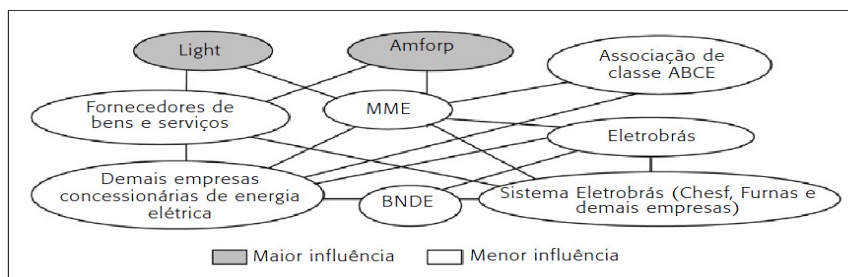 Light
Amforp
Associação de
classe ABCE
Fornecedores de
bens e serviços
MME
Eletrobrás
Demais empresas
concessionárias de energia
elétrica
BNDE
Sistema Eletrobrás (Chesf, Furnas e
demais empresas)
Maior influência
Menor influência